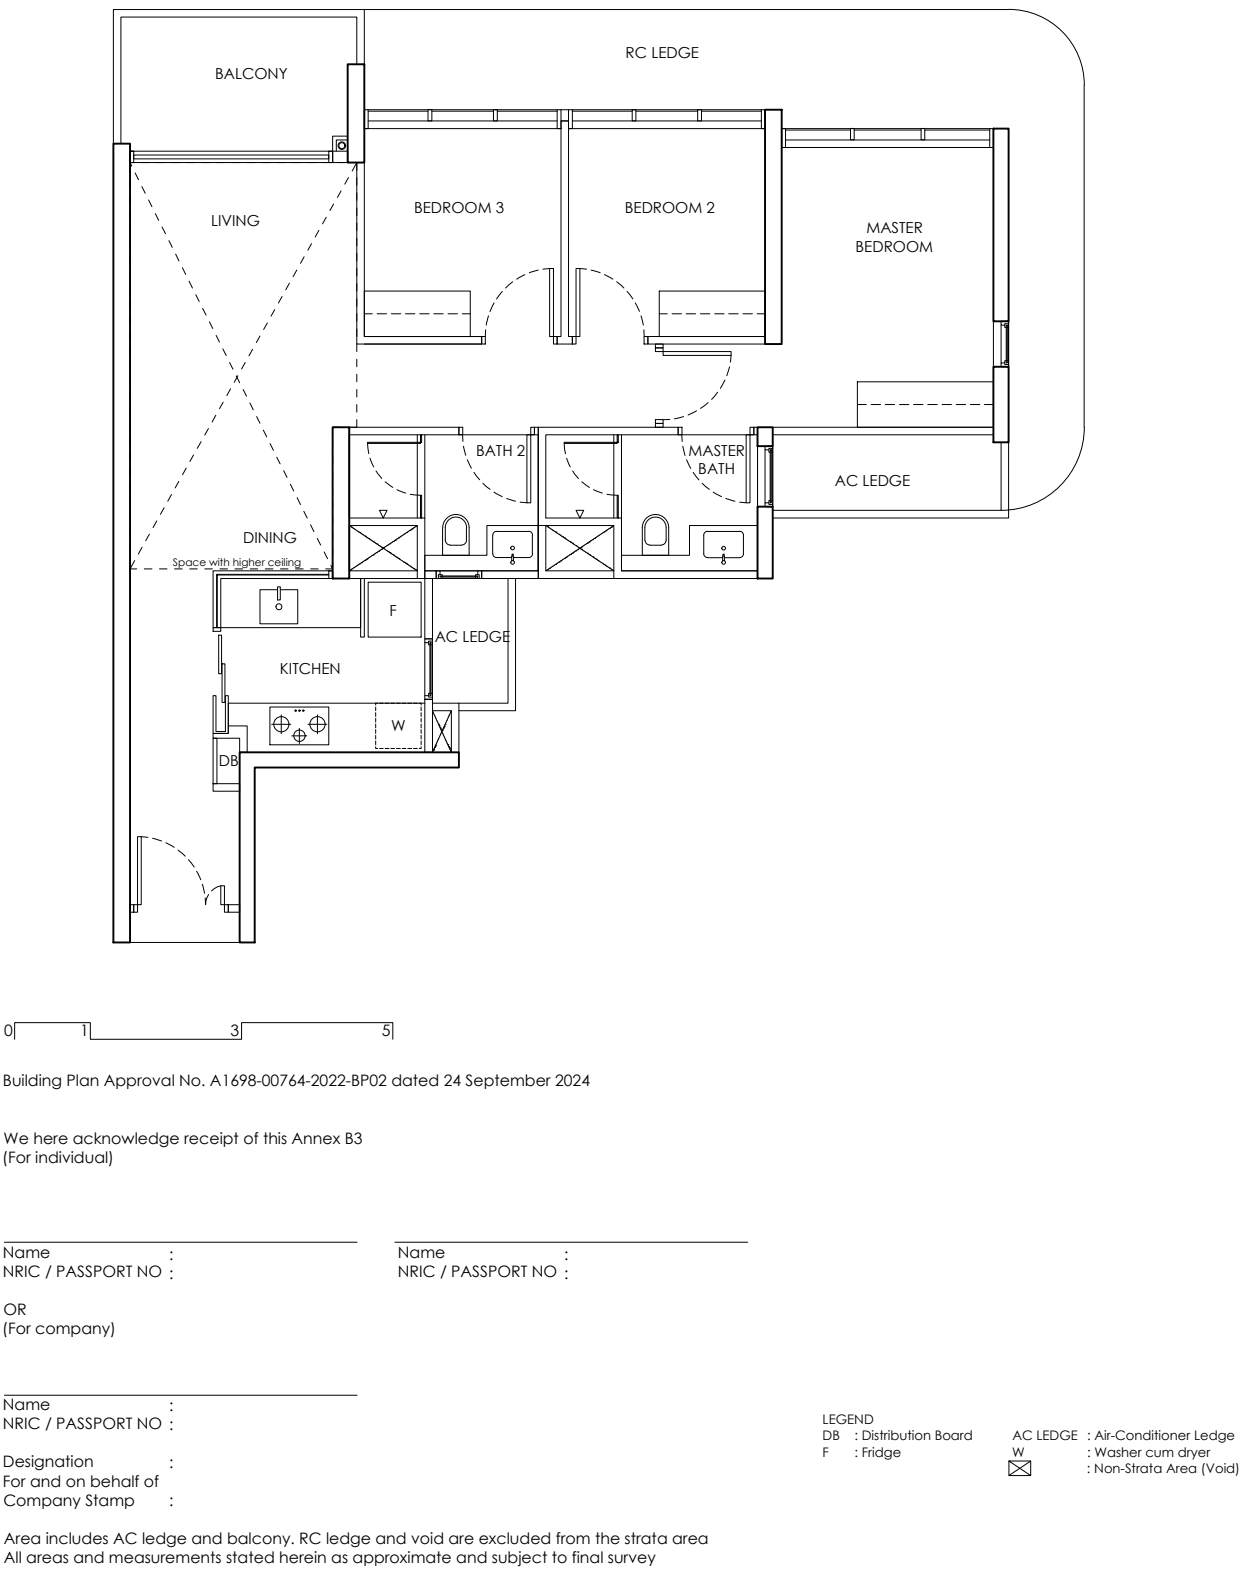 RC LEDGE
BALCONY
LIVING
BEDROOM 3
BEDROOM 2
MASTER
BEDROOM
BATH 2
MASTER
BATH
AC LEDGE
DINING
Space with higher ceiling
F
AC LEDGE
KITCHEN
W
DB
0 1 3 5
Building Plan Approval No. A1698-00764-2022-BP02 dated 24 September 2024
We here acknowledge receipt of this Annex B3
(For individual)
Name :
NRIC / PASSPORT NO :
Name :
NRIC / PASSPORT NO :
OR
(For company)
Name :
NRIC / PASSPORT NO :
Designation :
For and on behalf of
Company Stamp :
LEGEND
DB : Distribution Board
F : Fridge
AC LEDGE : Air-Conditioner Ledge
W : Washer cum dryer
: Non-Strata Area (Void)
Area includes AC ledge and balcony. RC ledge and void are excluded from the strata area
All areas and measurements stated herein as approximate and subject to final survey